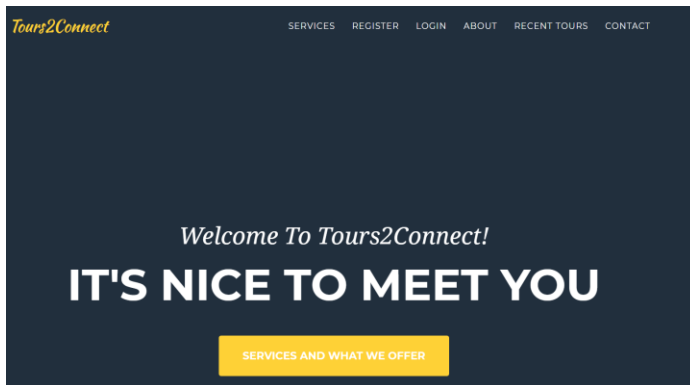 Tours2Connect SERVICES REGISTER LOGIN ABOUT RECENT TOURS CONTACT
Welcome To Tours2Connect!
IT'S NICE TO MEET YOU
SERVICES AND WHAT WE OFFER